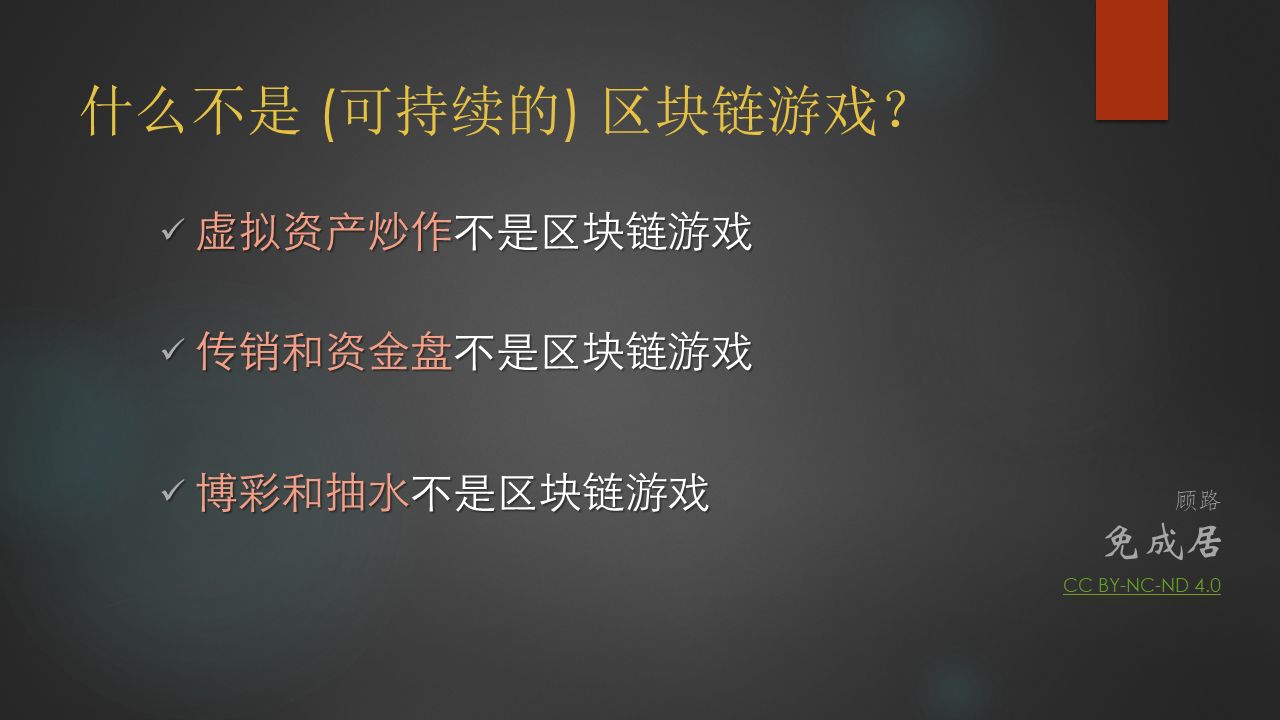 什么不是 (可持续的) 区块链游戏？
✓ 虚拟资产炒作不是区块链游戏
✓ 传销和资金盘不是区块链游戏
✓ 博彩和抽水不是区块链游戏
顾路
免成居
CC BY-NC-ND 4.0